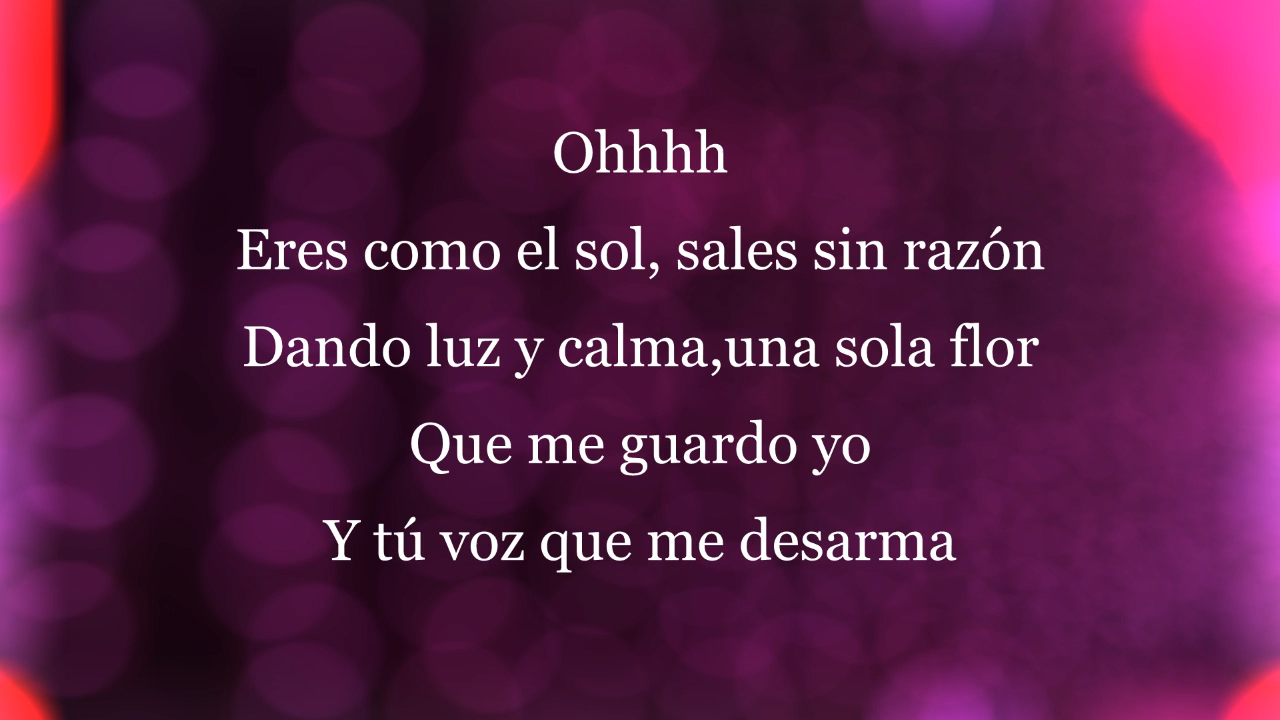 Ohhhh
Eres como el sol, sales sin razón
Dando luz y calma,una sola flor
Que me guardo yo
Y tú voz que me desarma